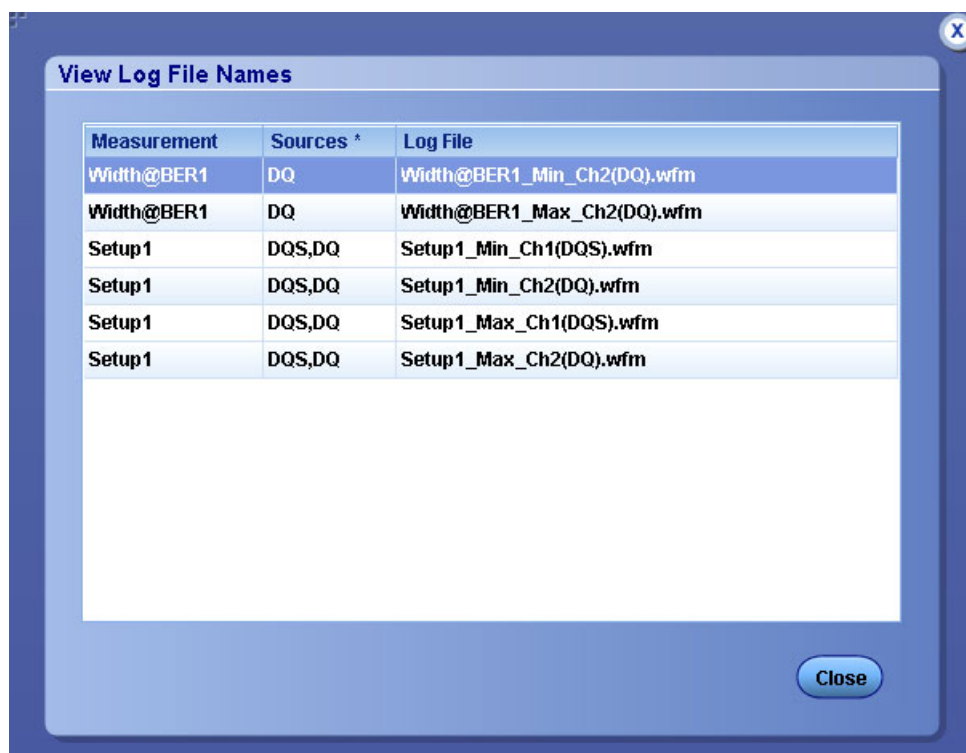 X
View Log File Names
Measurement Sources * Log File
Width@BER1 DQ Width@BER1_Min_Ch2(DQ).wfm
Width@BER1 DQ Width@BER1_Max_Ch2(DQ).wfm
Setup1 DQS,DQ Setup1_Min_Ch1(DQS).wfm
Setup1 DQS,DQ Setup1_Min_Ch2(DQ).wfm
Setup1 DQS,DQ Setup1_Max_Ch1(DQS).wfm
Setup1 DQS,DQ Setup1_Max_Ch2(DQ).wfm
Close